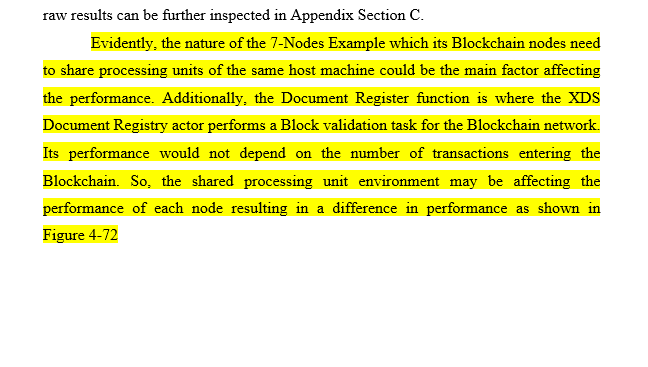 raw results can be further inspected in Appendix Section C.
Evidently, the nature of the 7-Nodes Example which its Blockchain nodes need
to share processing units of the same host machine could be the main factor affecting
the performance. Additionally, the Document Register function is where the XDS
Document Registry actor performs a Block validation task for the Blockchain network.
Its performance would not depend on the number of transactions entering the
Blockchain. So, the shared processing unit environment may be affecting the
performance of each node resulting in a difference in performance as shown in
Figure 4-72